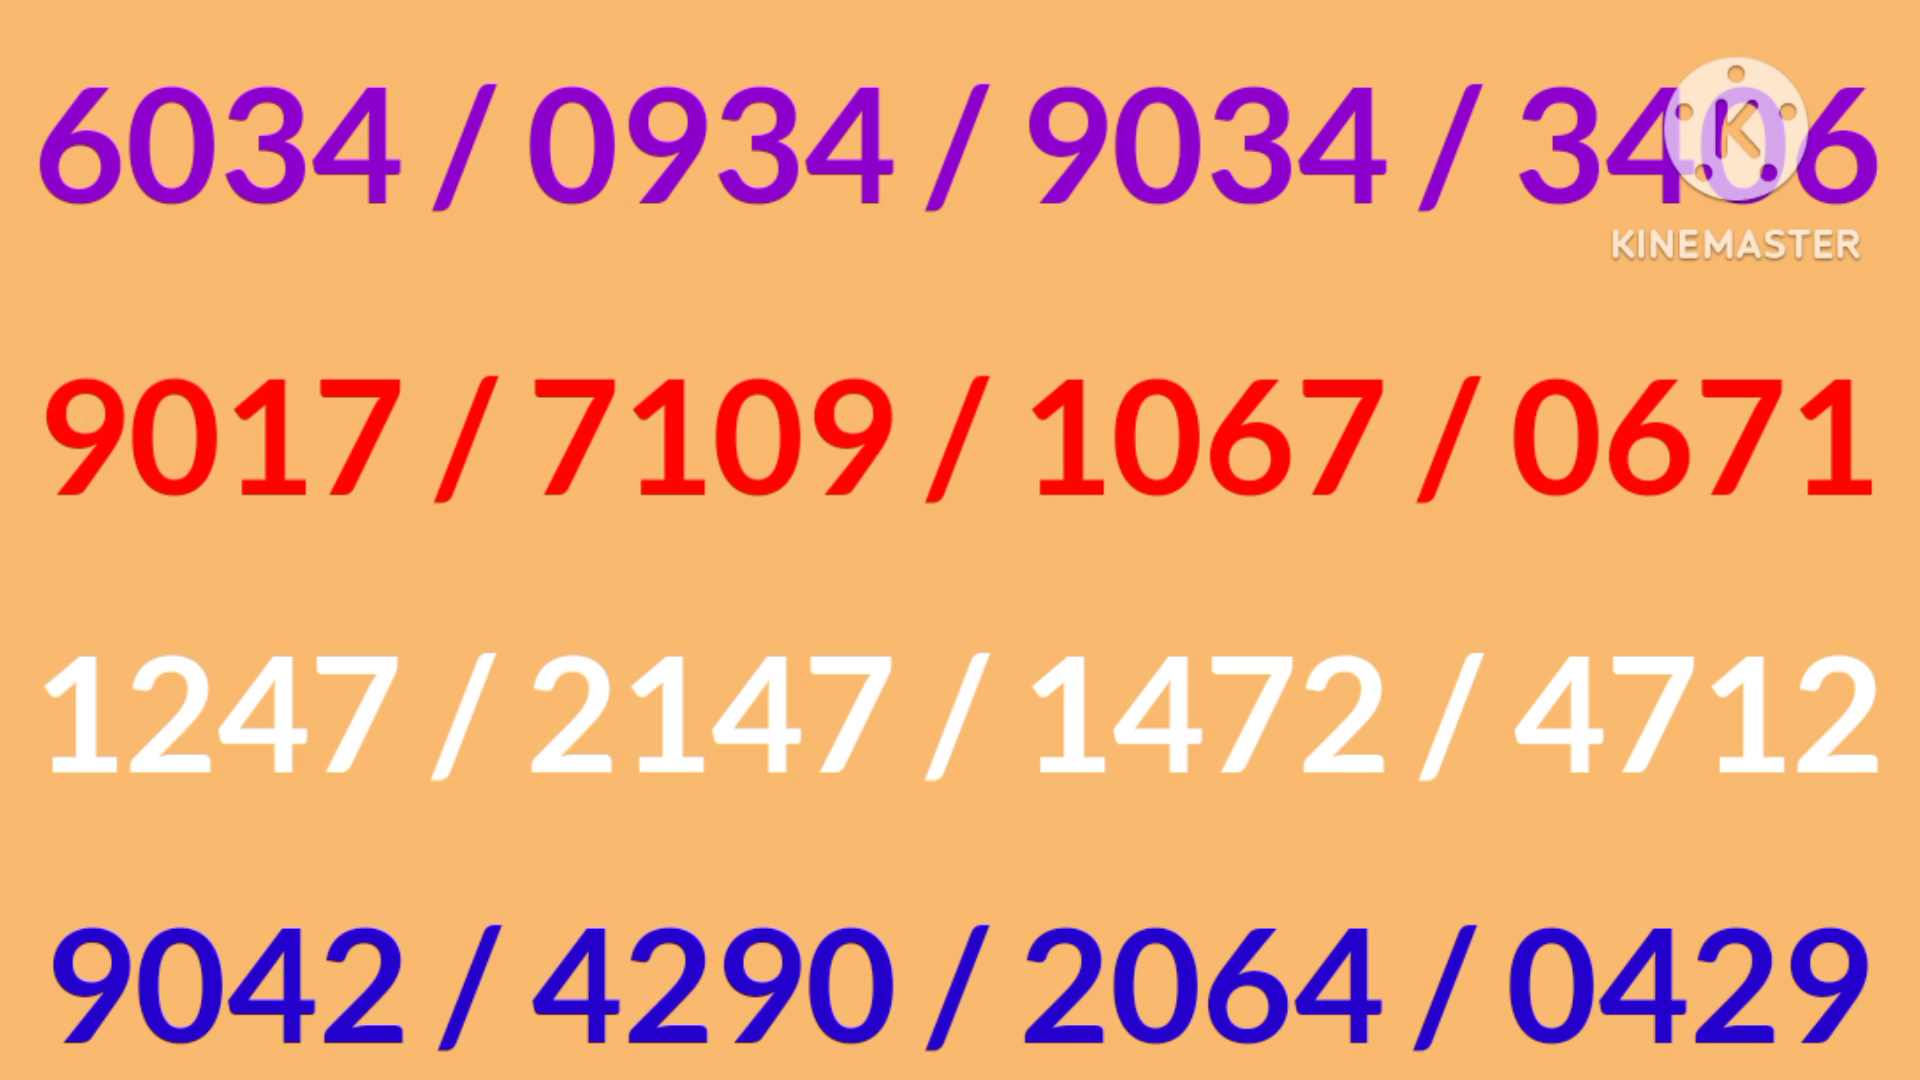 6034 / 0934 / 9034 / 3406
KINEMASTER
9017 / 7109 / 1067 / 0671
1247 / 2147 / 1472 / 4712
9042 / 4290 / 2064 / 0429